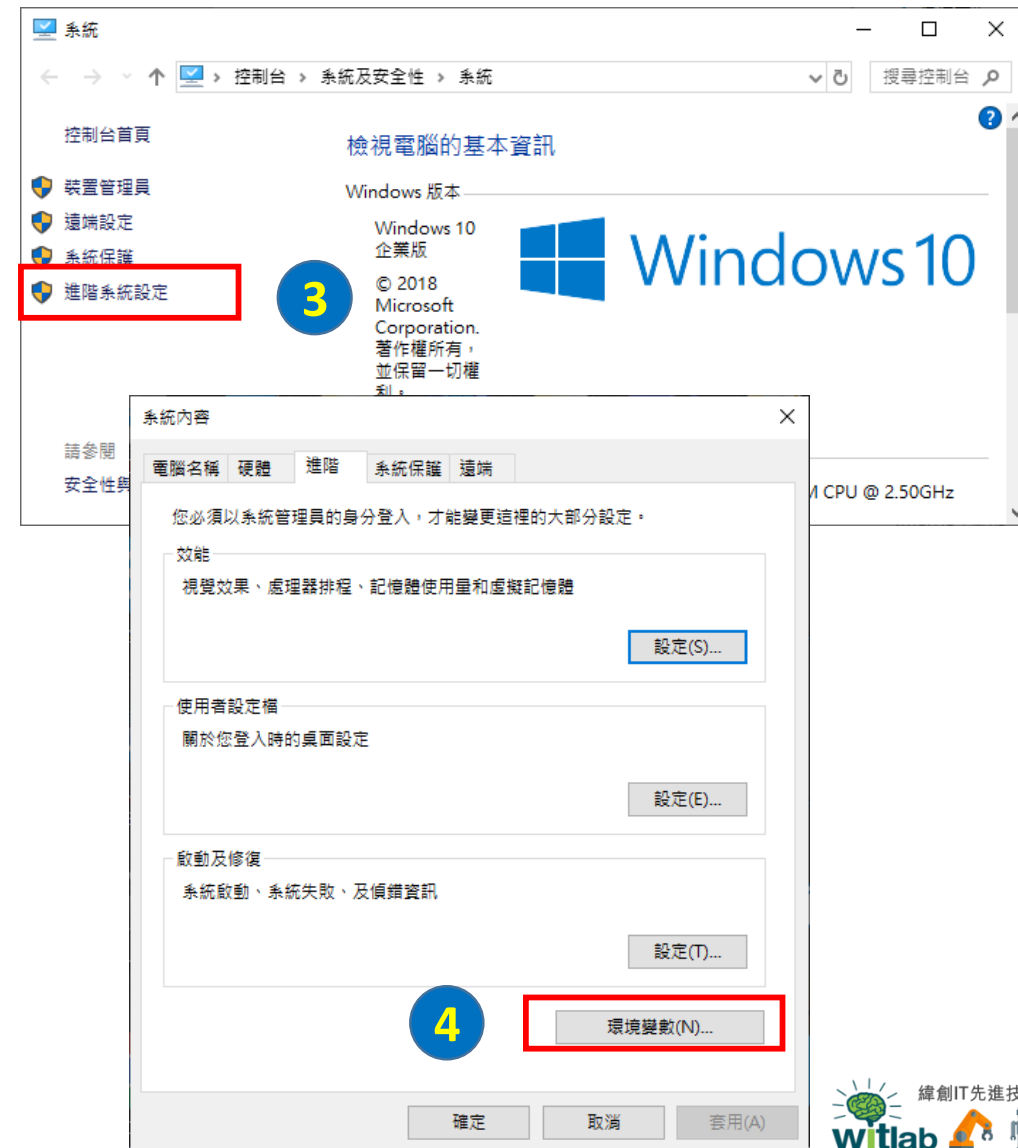 系統
控制台 › 系統及安全性 › 系統
搜尋控制台
控制台首頁
裝置管理員
遠端設定
系統保護
進階系統設定
請參閱
安全性與
檢視電腦的基本資訊
Windows 版本
Windows 10
企業版
© 2018
Microsoft
Corporation.
著作權所有，
並保留一切權
利。
Windows 10
3
CPU @ 2.50GHz
系統內容
電腦名稱 硬體 進階 系統保護 遠端
您必須以系統管理員的身分登入，才能變更這裡的大部分設定。
效能
視覺效果、處理器排程、記憶體使用量和虛擬記憶體
設定(S)...
使用者設定檔
關於您登入時的桌面設定
設定(E)...
啟動及修復
系統啟動、系統失敗、及偵錯資訊
設定(T)...
4
環境變數(N)...
確定 取消 套用(A)
緯創IT先進技
witlab